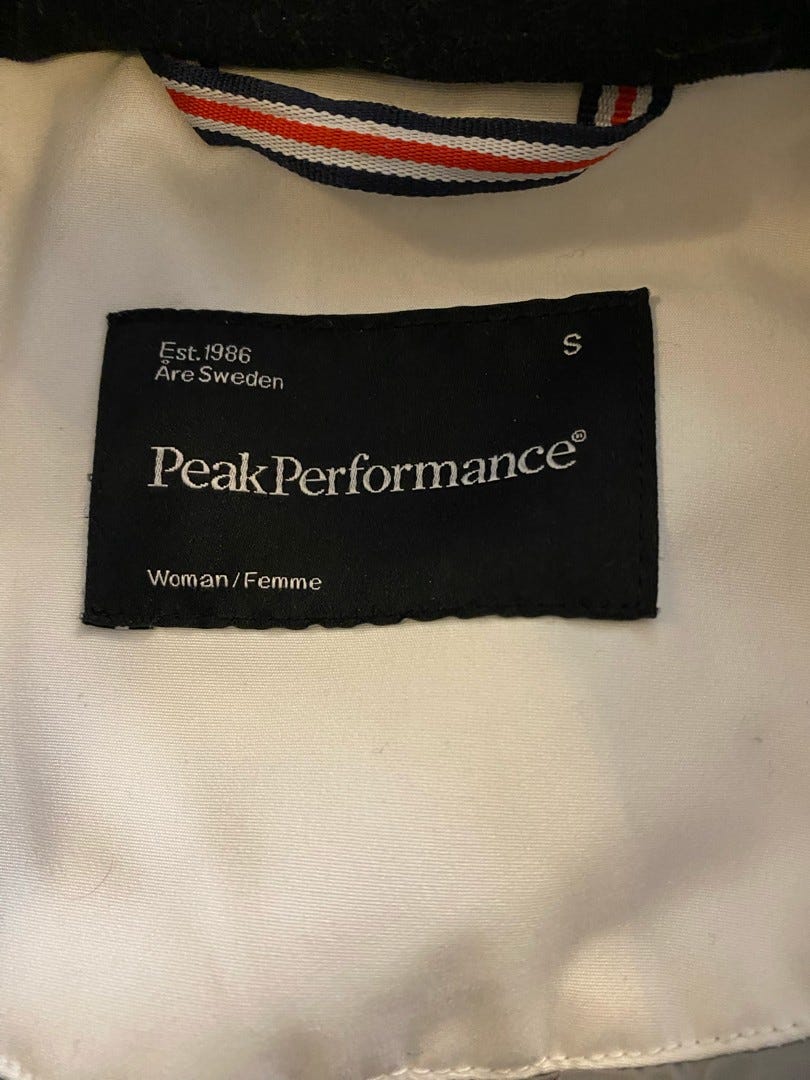 Est. 1986
S
Åre Sweden
PeakPerformance®
Woman/Femme